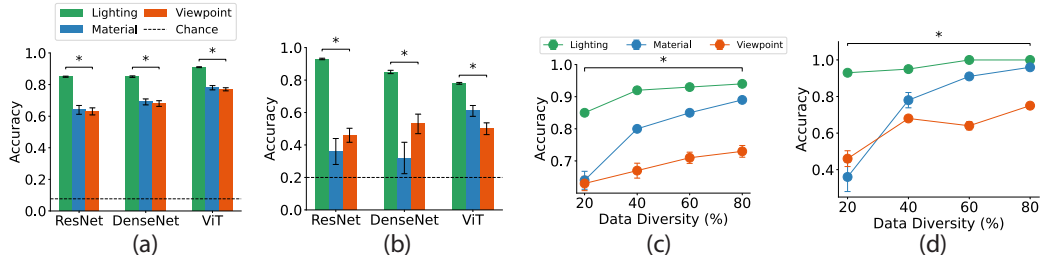 Lighting Viewpoint
Material Chance
*
*
*
1.0
0.8
0.6
0.4
0.2
0.0
Accuracy
ResNet DenseNet ViT
(a)
*
*
*
1.0
0.8
0.6
0.4
0.2
0.0
Accuracy
ResNet DenseNet ViT
(b)
Lighting Material Viewpoint
*
0.9
0.8
0.7
Accuracy
20 40 60 80
Data Diversity (%)
(c)
*
1.0
0.8
0.6
0.4
Accuracy
20 40 60 80
Data Diversity (%)
(d)